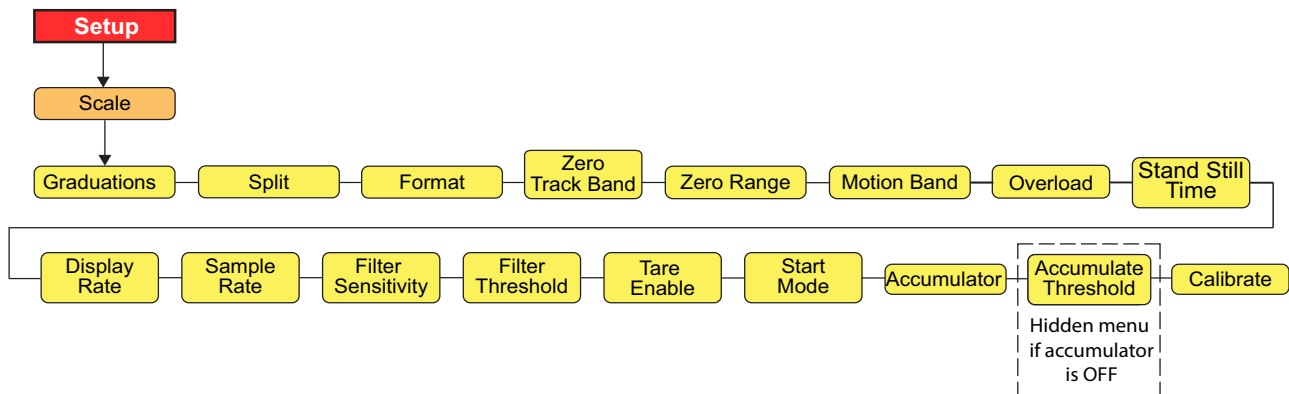 Setup
Scale
Graduations
Split
Format
Zero
Track Band
Zero Range
Motion Band
Overload
Stand Still
Time
Display
Rate
Sample
Rate
Filter
Sensitivity
Filter
Threshold
Tare
Enable
Start
Mode
Accumulator
Accumulate
Threshold
Calibrate
Hidden menu
if accumulator
is OFF